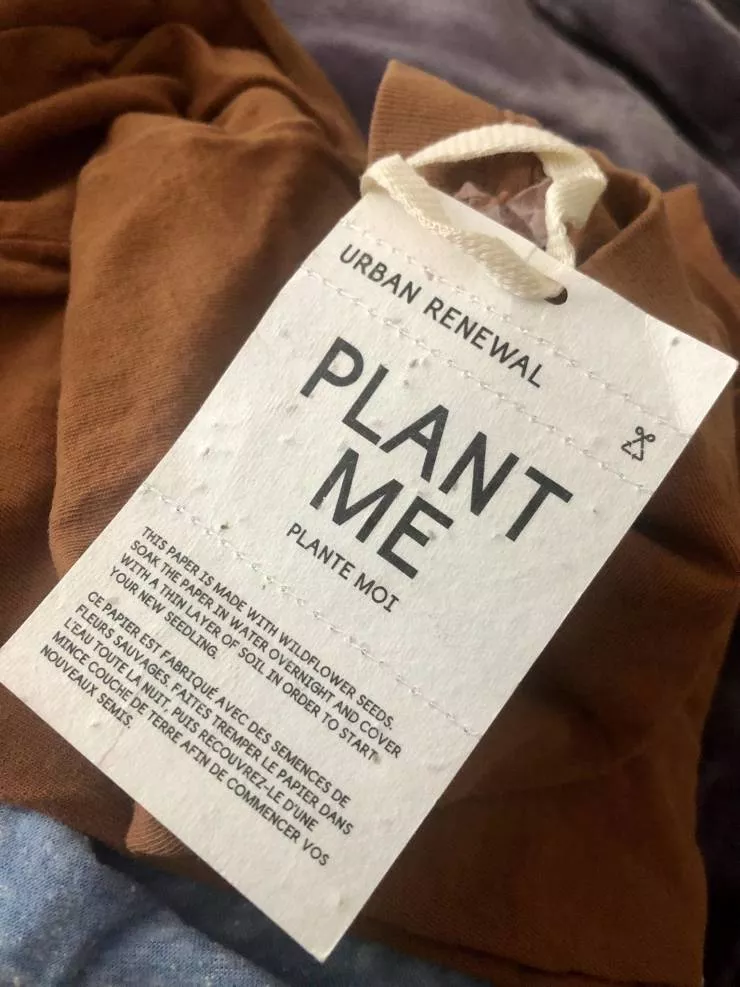 URBAN RENEWAL
PLANT
ME
PLANTE MOI
THIS PAPER IS MADE WITH WILDFLOWER SEEDS.
SOAK THE PAPER IN WATER OVERNIGHT AND COVER
WITH A THIN LAYER OF SOIL IN ORDER TO START
YOUR NEW SEEDLING.
CE PAPIER EST FABRIQUÉ AVEC DES SEMENCES DE
FLEURS SAUVAGES. FAITES TREMPER LE PAPIER DANS
L'EAU TOUTE LA NUIT, PUIS RECOUVREZ-LE D'UNE
MINCE COUCHE DE TERRE AFIN DE COMMENCER VOS
NOUVEAUX SEMIS.